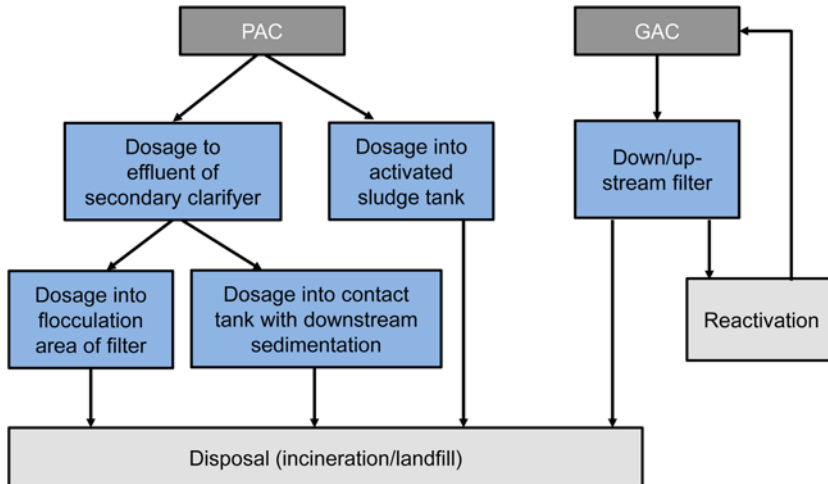 PAC
GAC
Dosage to
effluent of
secondary clarifyer
Dosage into
activated
sludge tank
Down/up-
stream filter
Dosage into
flocculation
area of filter
Dosage into contact
tank with downstream
sedimentation
Reactivation
Disposal (incineration/landfill)